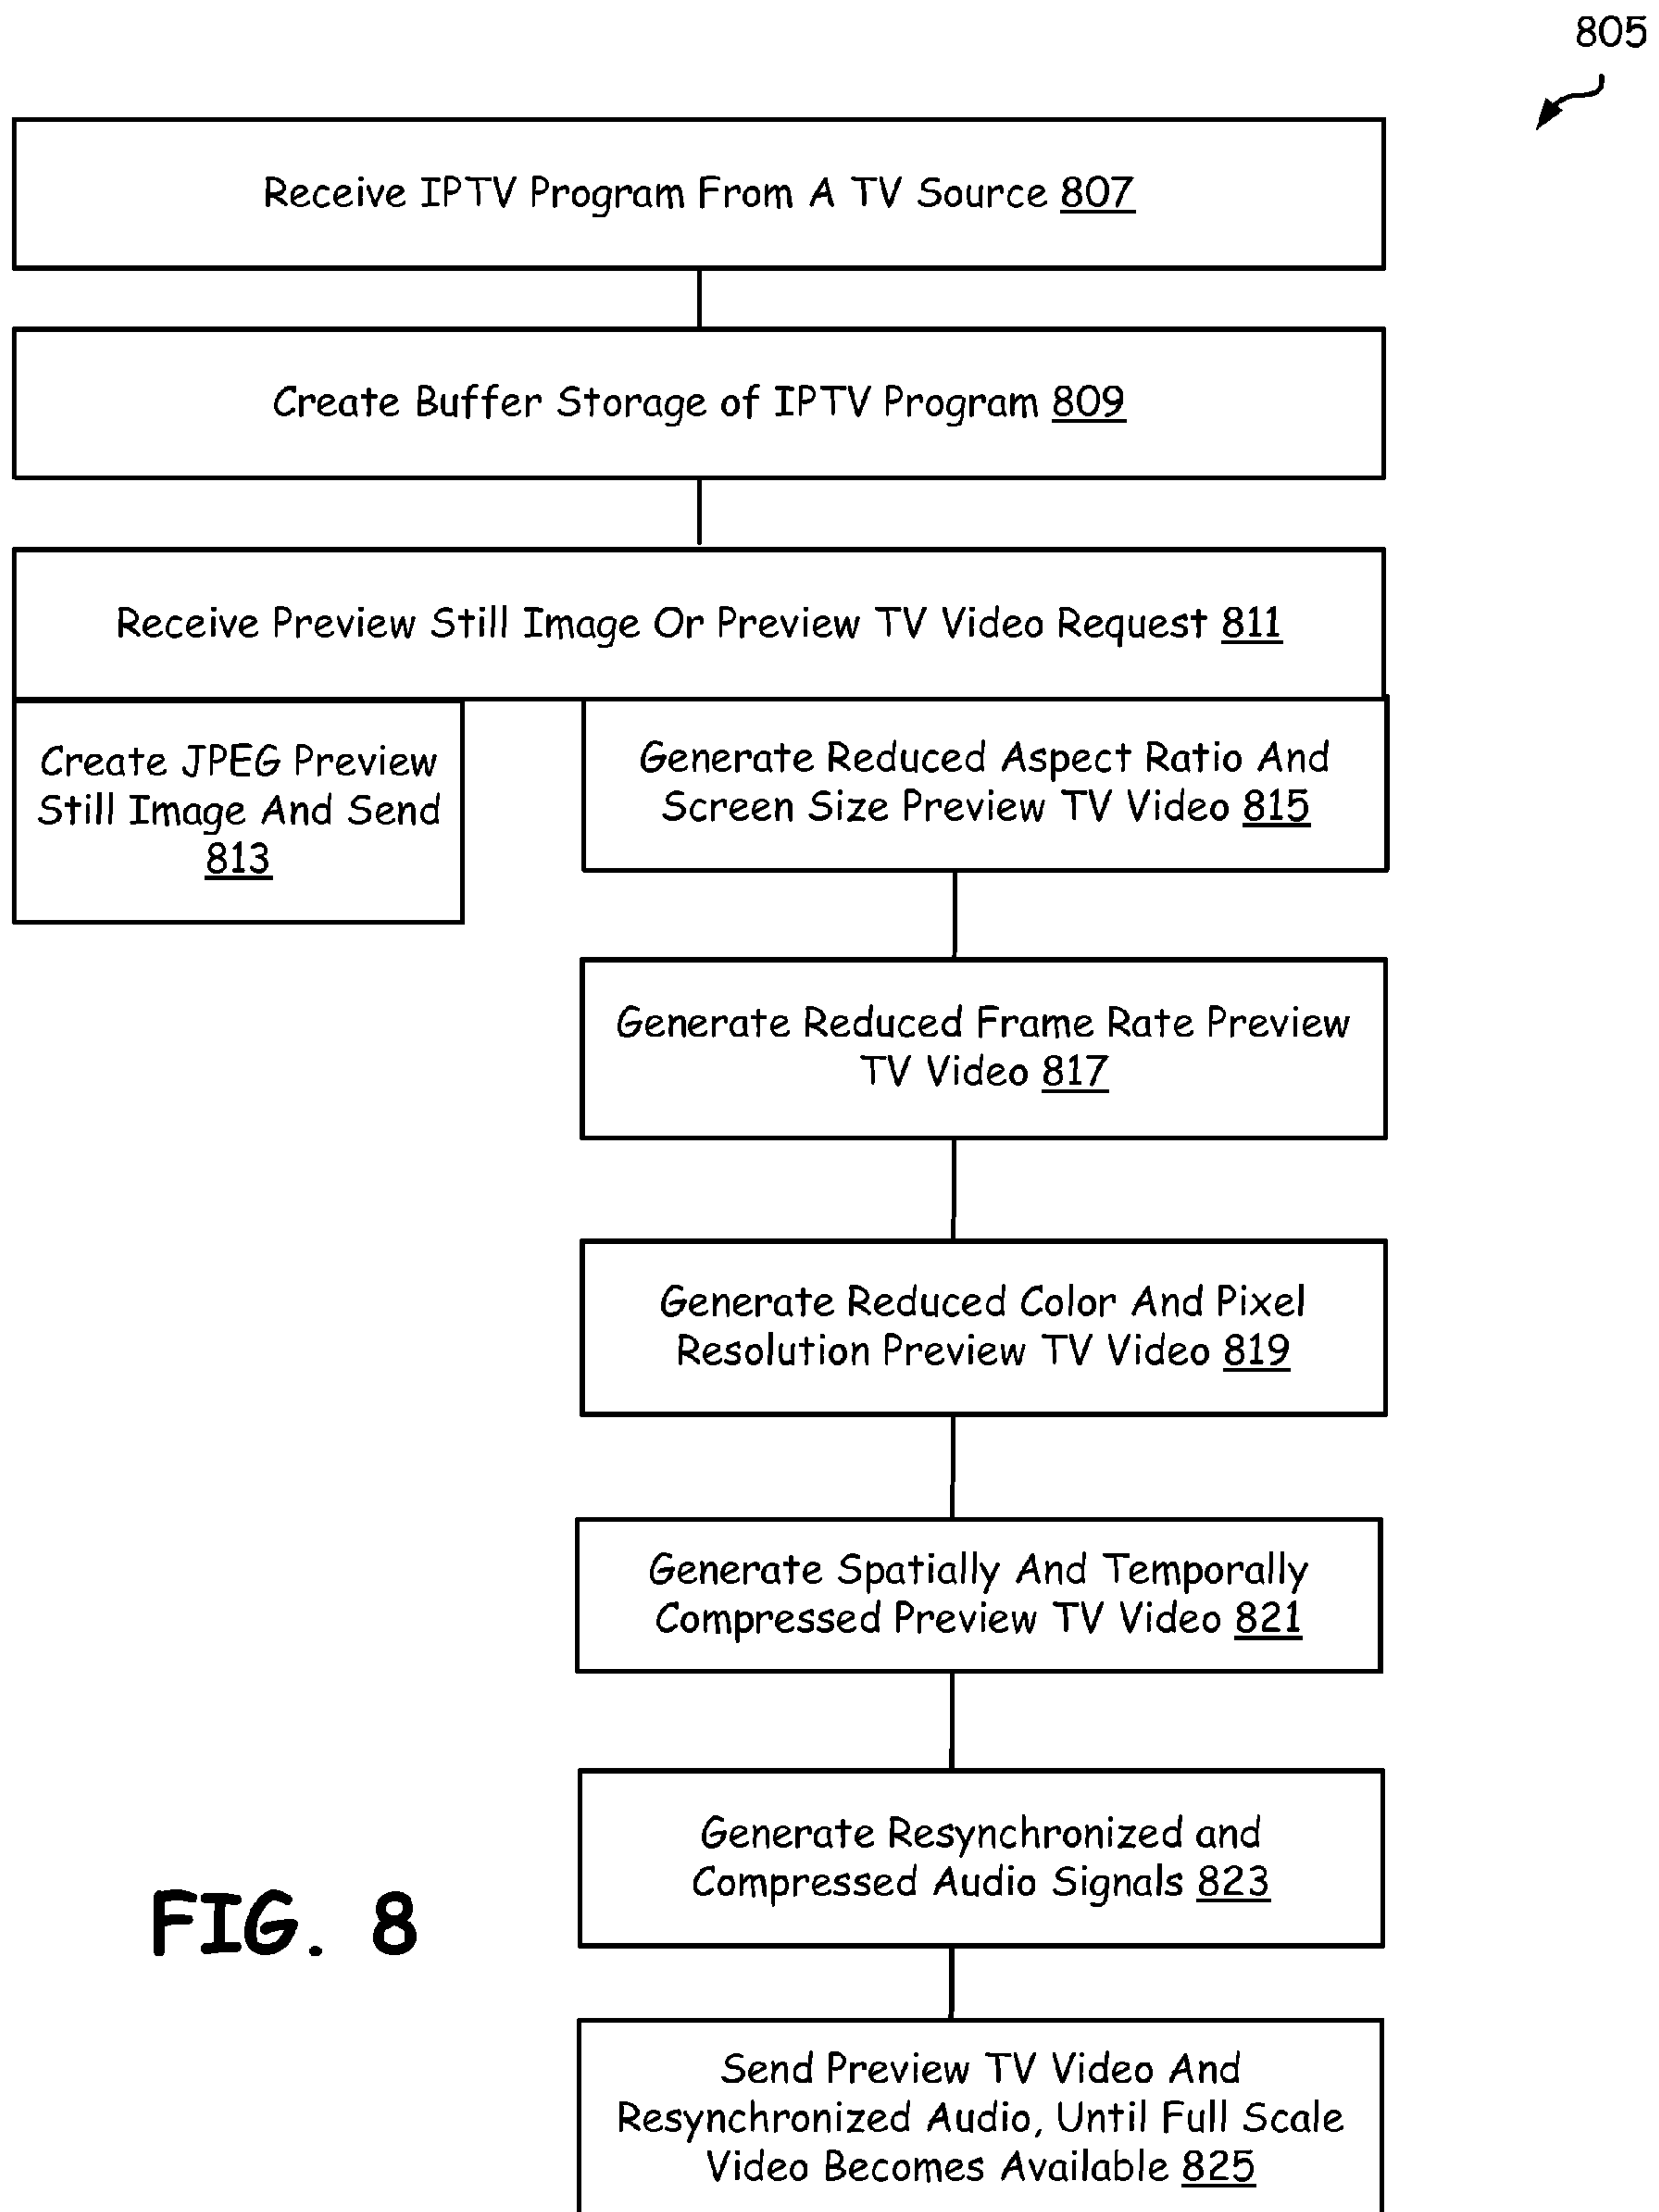 805
Receive IPTV Program From A TV Source 807
Create Buffer Storage of IPTV Program 809
Receive Preview Still Image Or Preview TV Video Request 811
Create JPEG Preview
Still Image And Send
813
Generate Reduced Aspect Ratio And
Screen Size Preview TV Video 815
Generate Reduced Frame Rate Preview
TV Video 817
Generate Reduced Color And Pixel
Resolution Preview TV Video 819
Generate Spatially And Temporally
Compressed Preview TV Video 821
Generate Resynchronized and
Compressed Audio Signals 823
FIG. 8
Send Preview TV Video And
Resynchronized Audio, Until Full Scale
Video Becomes Available 825